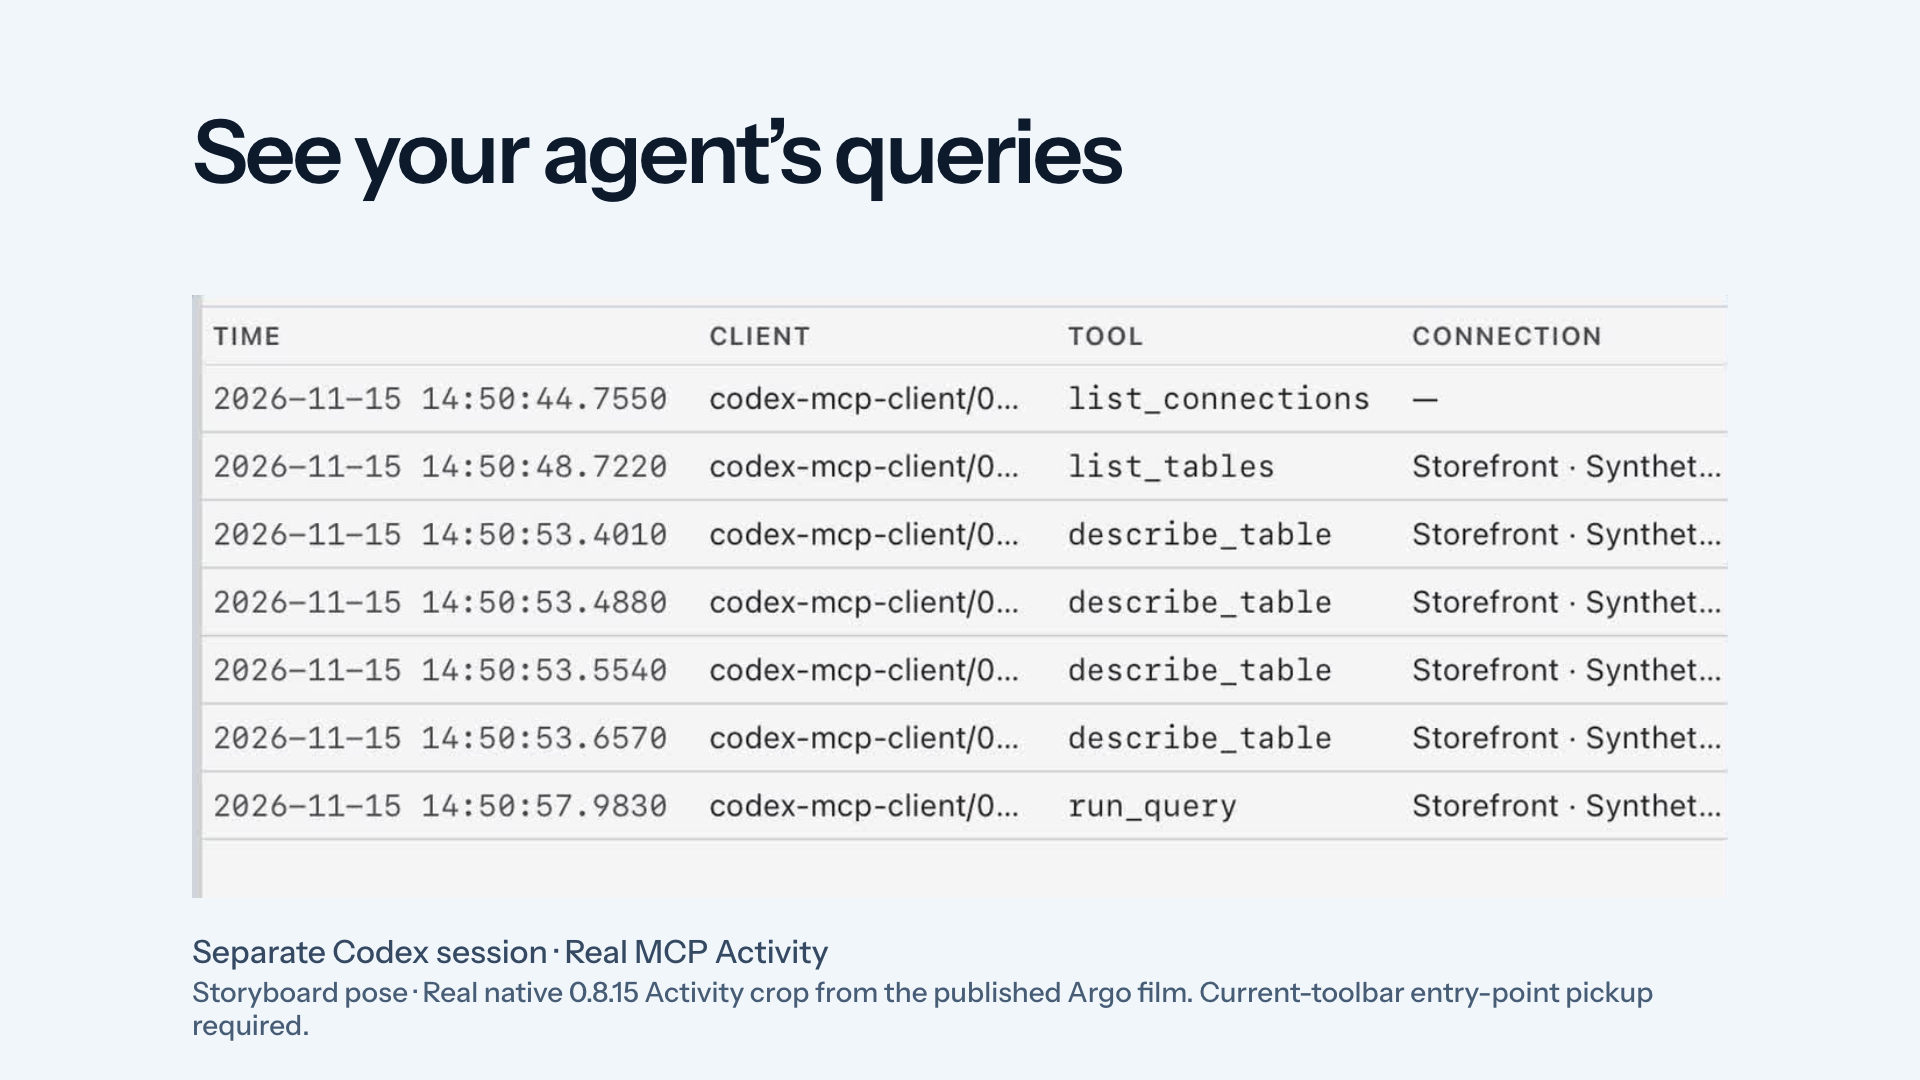 See your agent’s queries
TIME CLIENT TOOL CONNECTION
2026-11-15 14:50:44.7550 codex-mcp-client/0... list_connections —
2026-11-15 14:50:48.7220 codex-mcp-client/0... list_tables Storefront · Synthet...
2026-11-15 14:50:53.4010 codex-mcp-client/0... describe_table Storefront · Synthet...
2026-11-15 14:50:53.4880 codex-mcp-client/0... describe_table Storefront · Synthet...
2026-11-15 14:50:53.5540 codex-mcp-client/0... describe_table Storefront · Synthet...
2026-11-15 14:50:53.6570 codex-mcp-client/0... describe_table Storefront · Synthet...
2026-11-15 14:50:57.9830 codex-mcp-client/0... run_query Storefront · Synthet...
Separate Codex session · Real MCP Activity
Storyboard pose · Real native 0.8.15 Activity crop from the published Argo film. Current-toolbar entry-point pickup
required.